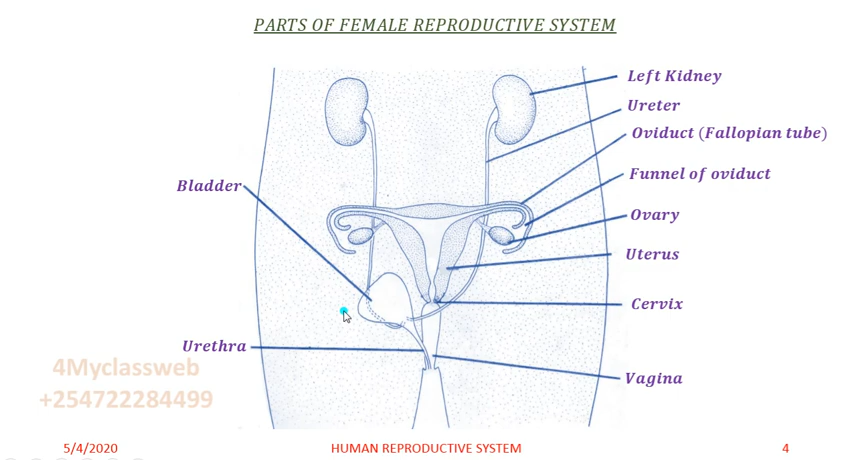 PARTS OF FEMALE REPRODUCTIVE SYSTEM
Left Kidney
Ureter
Oviduct (Fallopian tube)
Funnel of oviduct
Bladder
Ovary
Uterus
Cervix
Urethra
Vagina
4Myclassweb
+254722284499
5/4/2020
HUMAN REPRODUCTIVE SYSTEM
4